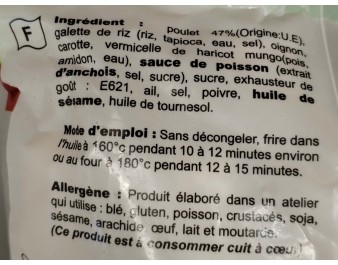 Ingrédient : poulet 47%(Origine:U.E),
F
galette de riz (riz, tapioca, eau, sel), oignon,
carotte, vermicelle de haricot mungo(pois,
amidon, eau), sauce de poisson (extrait
d'anchois, sel, sucre), sucre, exhausteur de
goût : E621, ail, sel, poivre, huile de
sésame, huile de tournesol.
Mode d'emploi : Sans décongeler, frire dans
l'huile à 160°c pendant 10 à 12 minutes environ
ou au four à 180°c pendant 12 à 15 minutes.
Allergène : Produit élaboré dans un atelier
qui utilise : blé, gluten, poisson, crustacés, soja,
sésame, arachide, œuf, lait et moutarde.
(Ce produit est à consommer cuit à cœur)